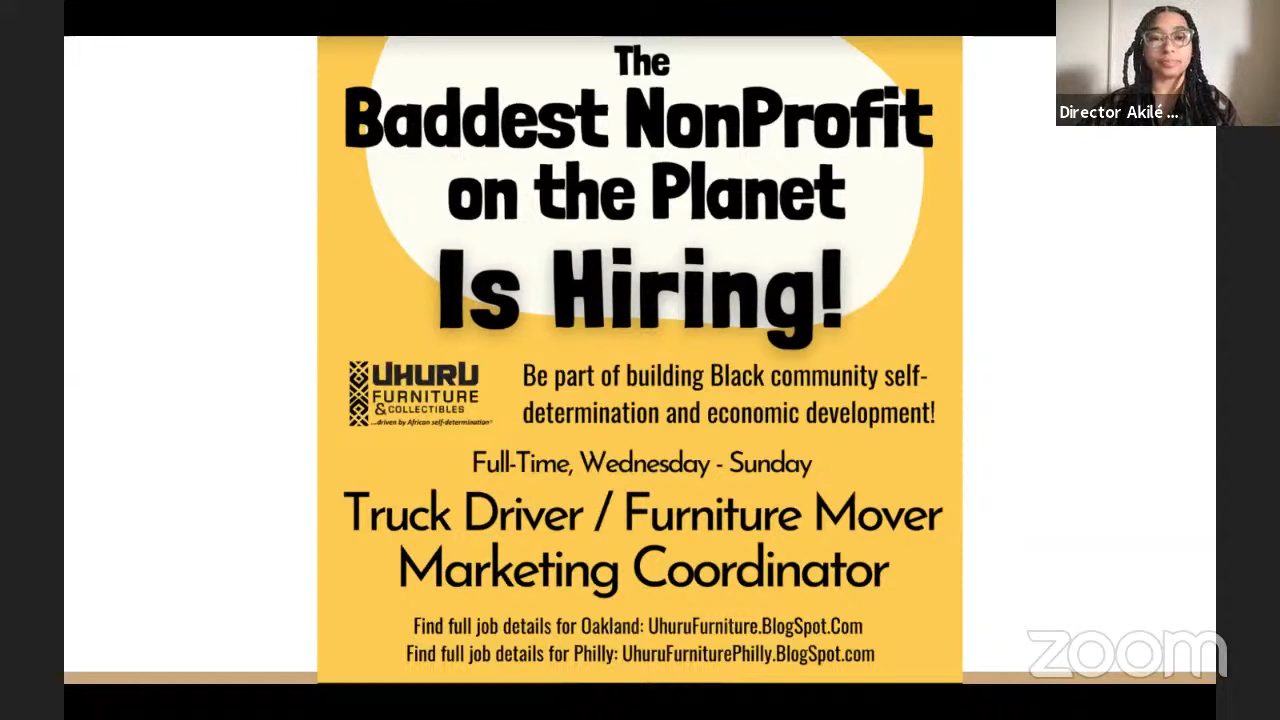 The
Baddest NonProfit
on the Planet
Is Hiring!
UHURU
FURNITURE
& COLLECTIBLES
...driven by African self-determination!
Be part of building Black community self-
determination and economic development!
Full-Time, Wednesday - Sunday
Truck Driver / Furniture Mover
Marketing Coordinator
Find full job details for Oakland: UhuruFurniture.BlogSpot.Com
Find full job details for Philly: UhuruFurniturePhilly.BlogSpot.com
Director Akilé ...
zoom